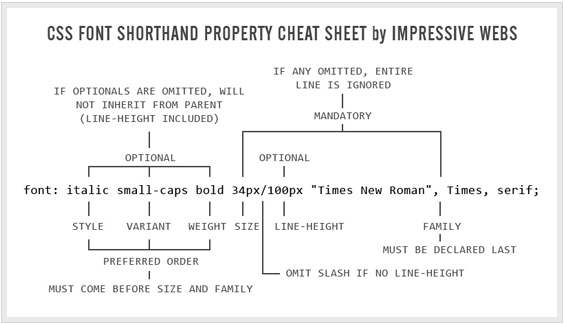 CSS FONT SHORTHAND PROPERTY CHEAT SHEET by IMPRESSIVE WEBS
IF ANY OMITTED, ENTIRE
LINE IS IGNORED
IF OPTIONALS ARE OMITTED, WILL
NOT INHERIT FROM PARENT
(LINE-HEIGHT INCLUDED)
MANDATORY
OPTIONAL
OPTIONAL
font: italic small-caps bold 34px/100px "Times New Roman", Times, serif;
STYLE VARIANT WEIGHT SIZE LINE-HEIGHT FAMILY
MUST BE DECLARED LAST
PREFERRED ORDER
OMIT SLASH IF NO LINE-HEIGHT
MUST COME BEFORE SIZE AND FAMILY